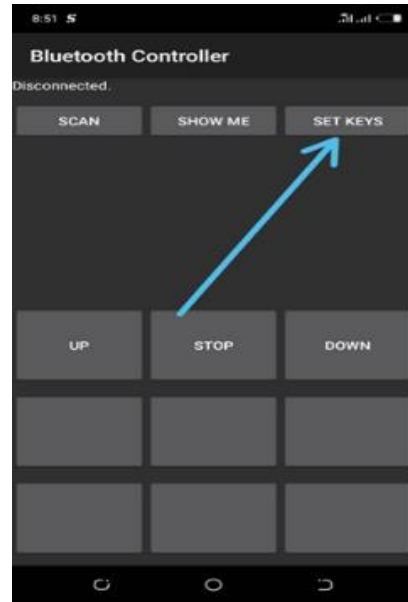 8:51 S
Bluetooth Controller
Disconnected.
SCAN SHOW ME SET KEYS
UP STOP DOWN